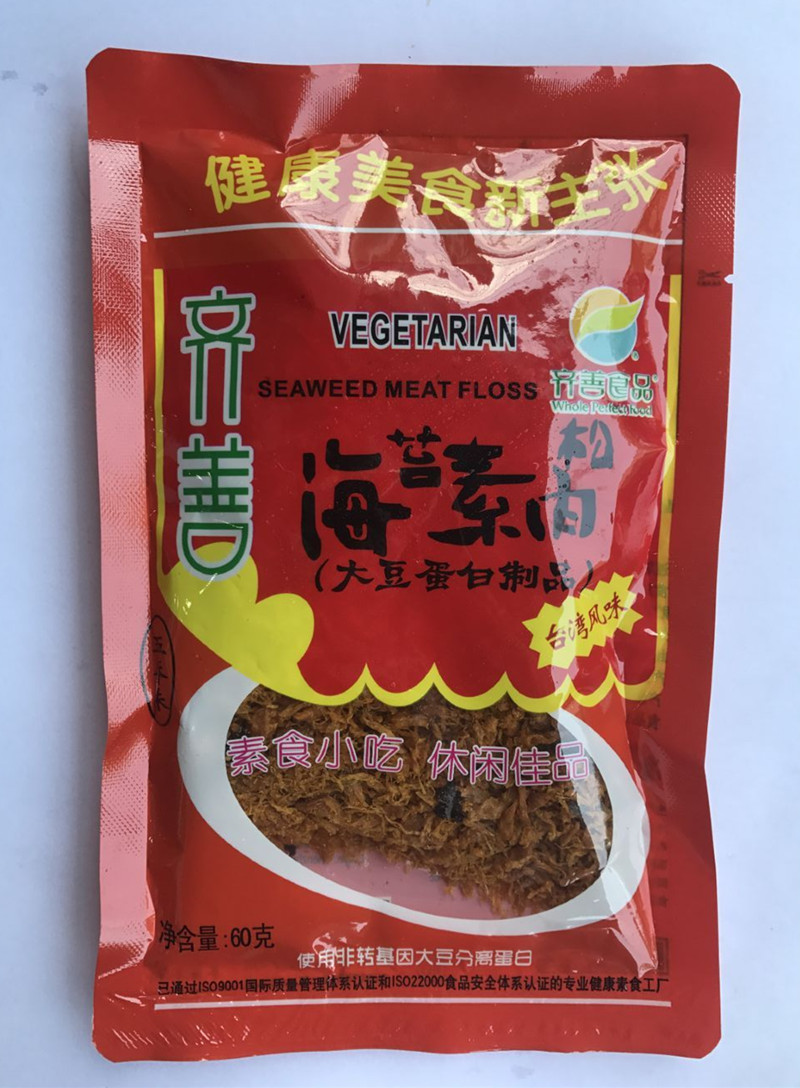 健康美食新主张
齐善
VEGETARIAN
SEAWEED MEAT FLOSS
齐善食品
Whole Perfect food
海苔素肉松
(大豆蛋白制品)
台湾风味
五辛
素食小吃 休闲佳品
净含量:60克
使用非转基因大豆分离蛋白
已通过ISO9001国际质量管理体系认证和ISO22000食品安全体系认证的专业健康素食工厂